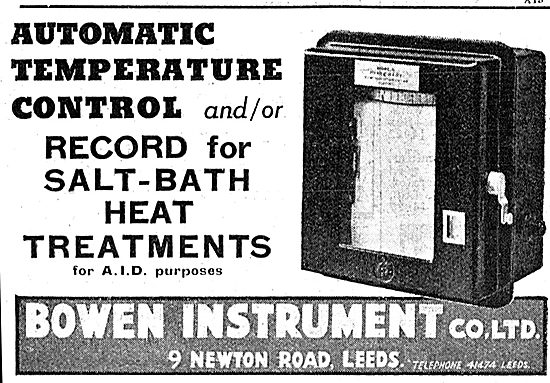 AUTOMATIC
TEMPERATURE
CONTROL and/or
RECORD for
SALT-BATH
HEAT
TREATMENTS
for A.I.D. purposes
BOWEN INSTRUMENT CO. LTD.
9 NEWTON ROAD, LEEDS. TELEPHONE 41474 LEEDS.